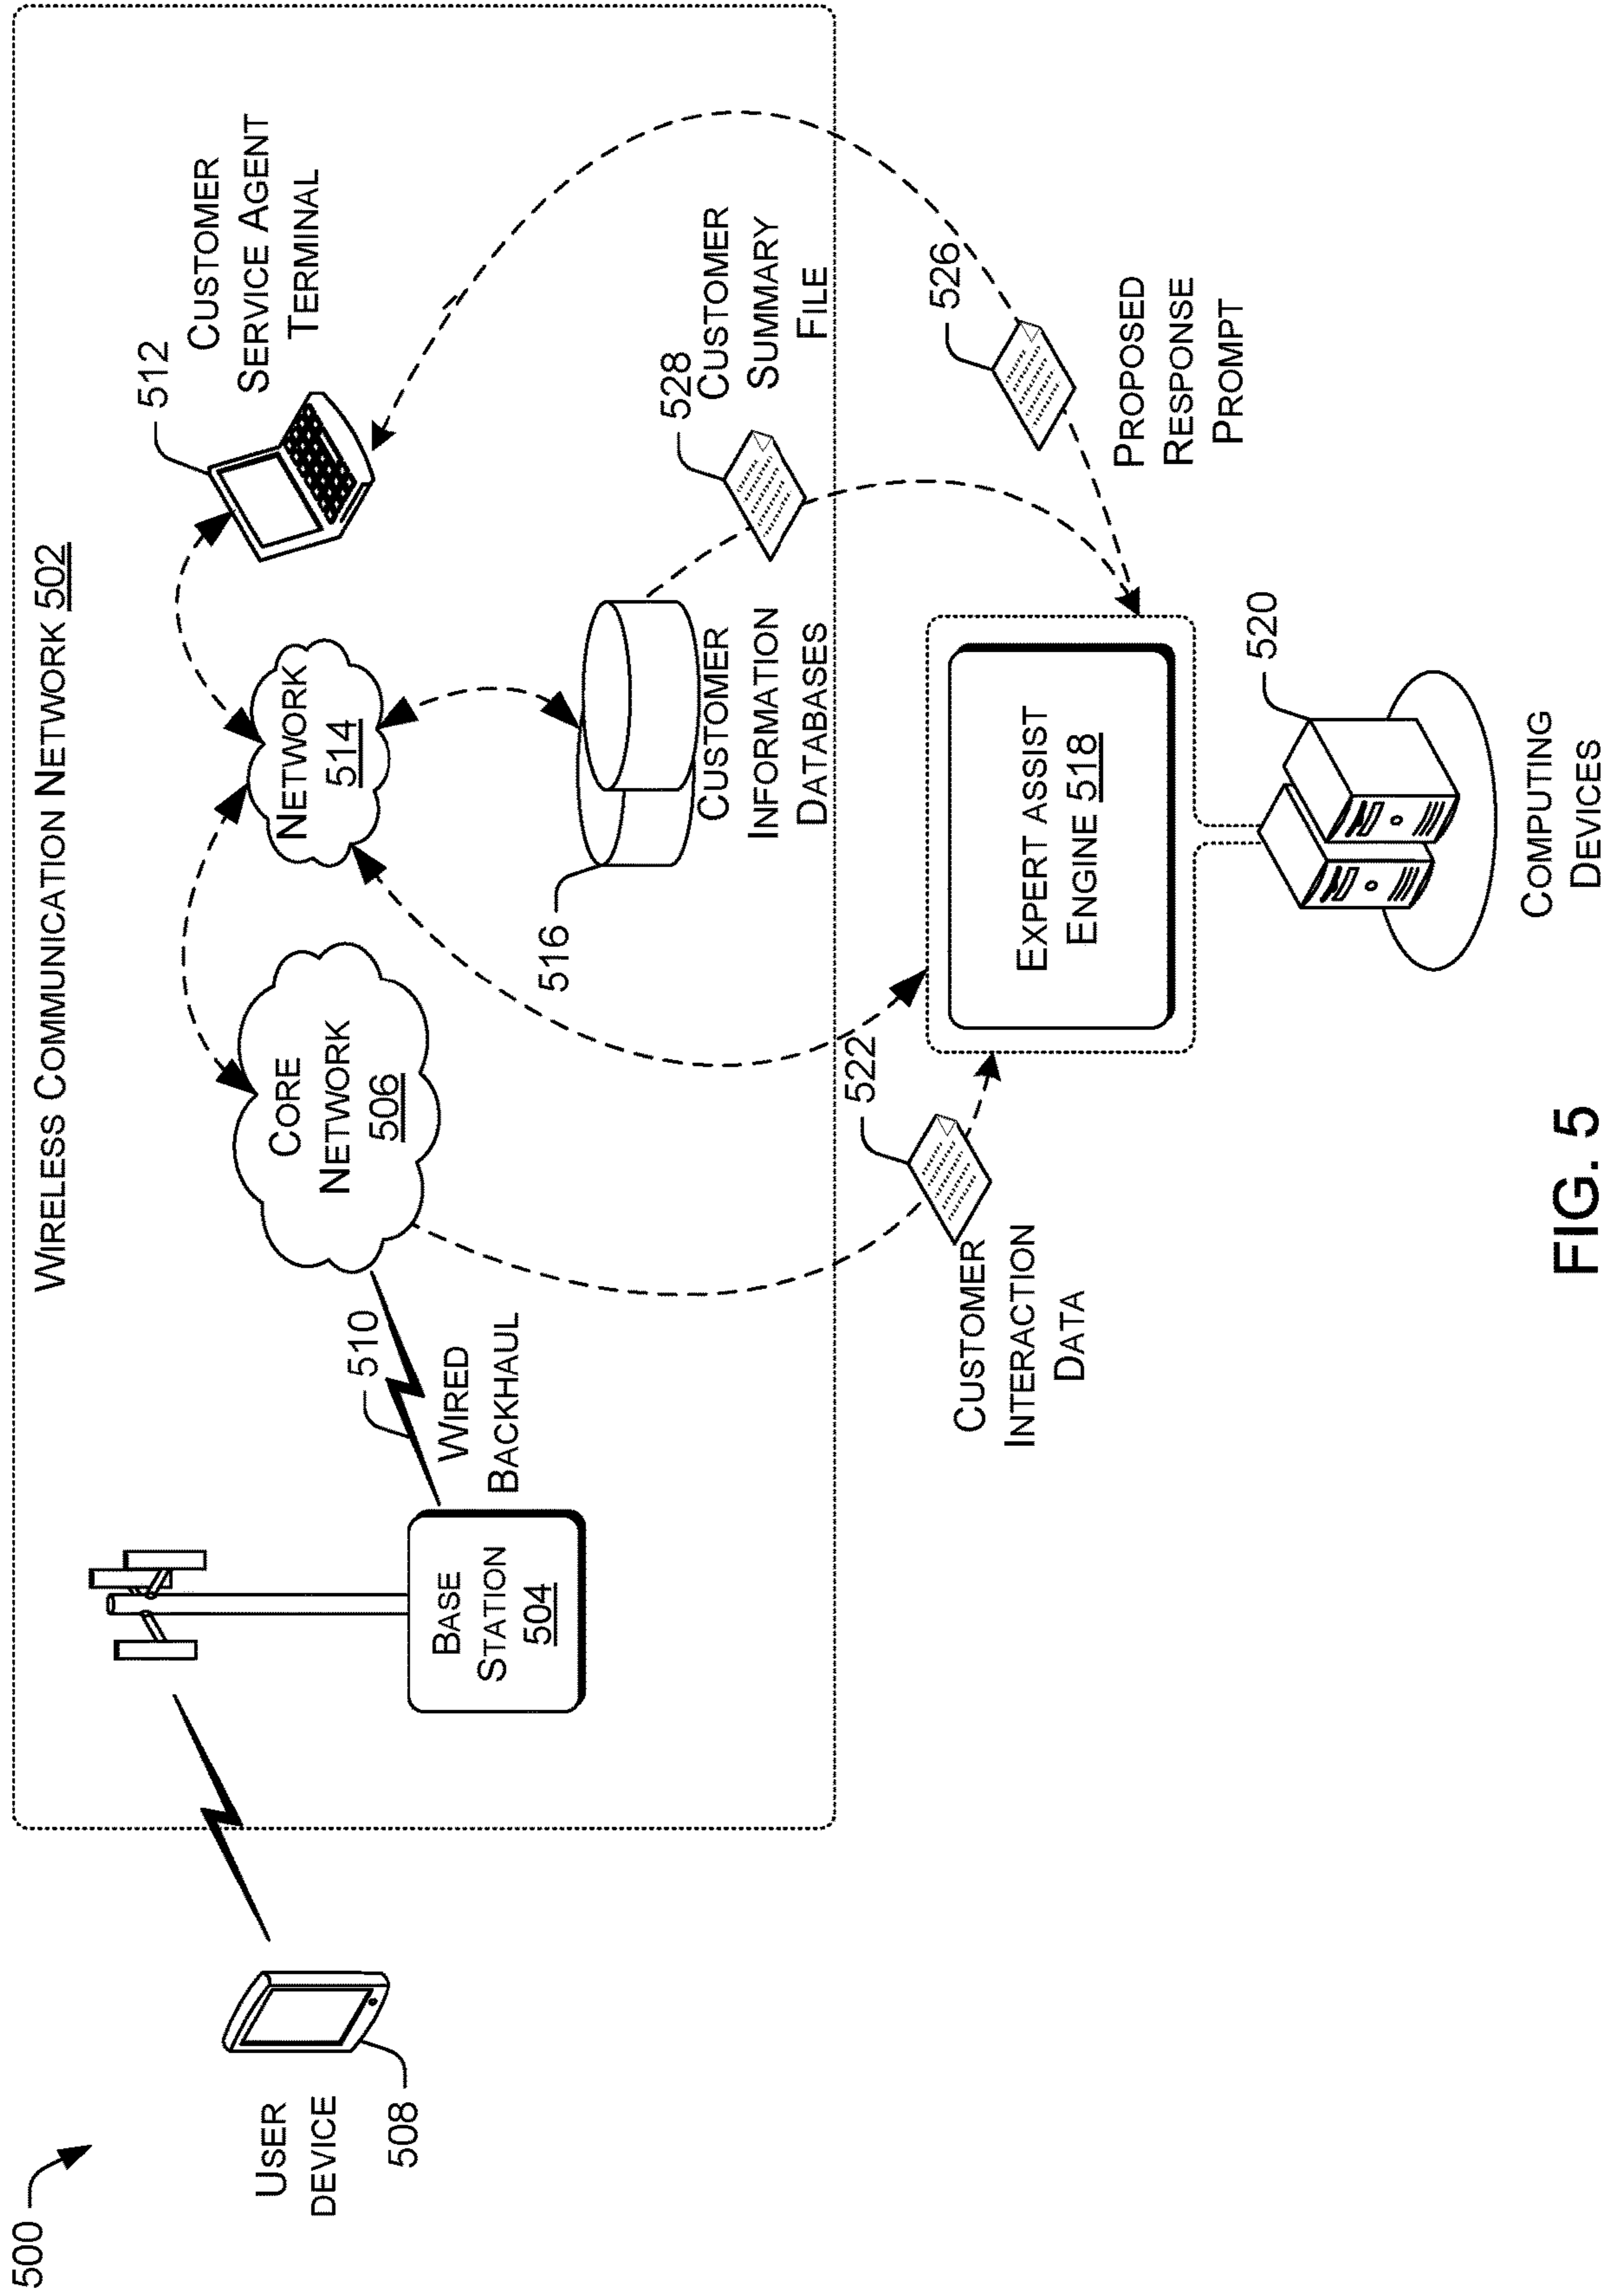 500
WIRELESS COMMUNICATION NETWORK 502
USER
DEVICE
508
BASE
STATION
504
510
WIRED
BACKHAUL
CORE
NETWORK
506
NETWORK
514
512
CUSTOMER
SERVICE AGENT
TERMINAL
516
CUSTOMER
INFORMATION
DATABASES
528
CUSTOMER
SUMMARY
FILE
522
CUSTOMER
INTERACTION
DATA
EXPERT ASSIST
ENGINE 518
526
PROPOSED
RESPONSE
PROMPT
520
COMPUTING
DEVICES
FIG. 5